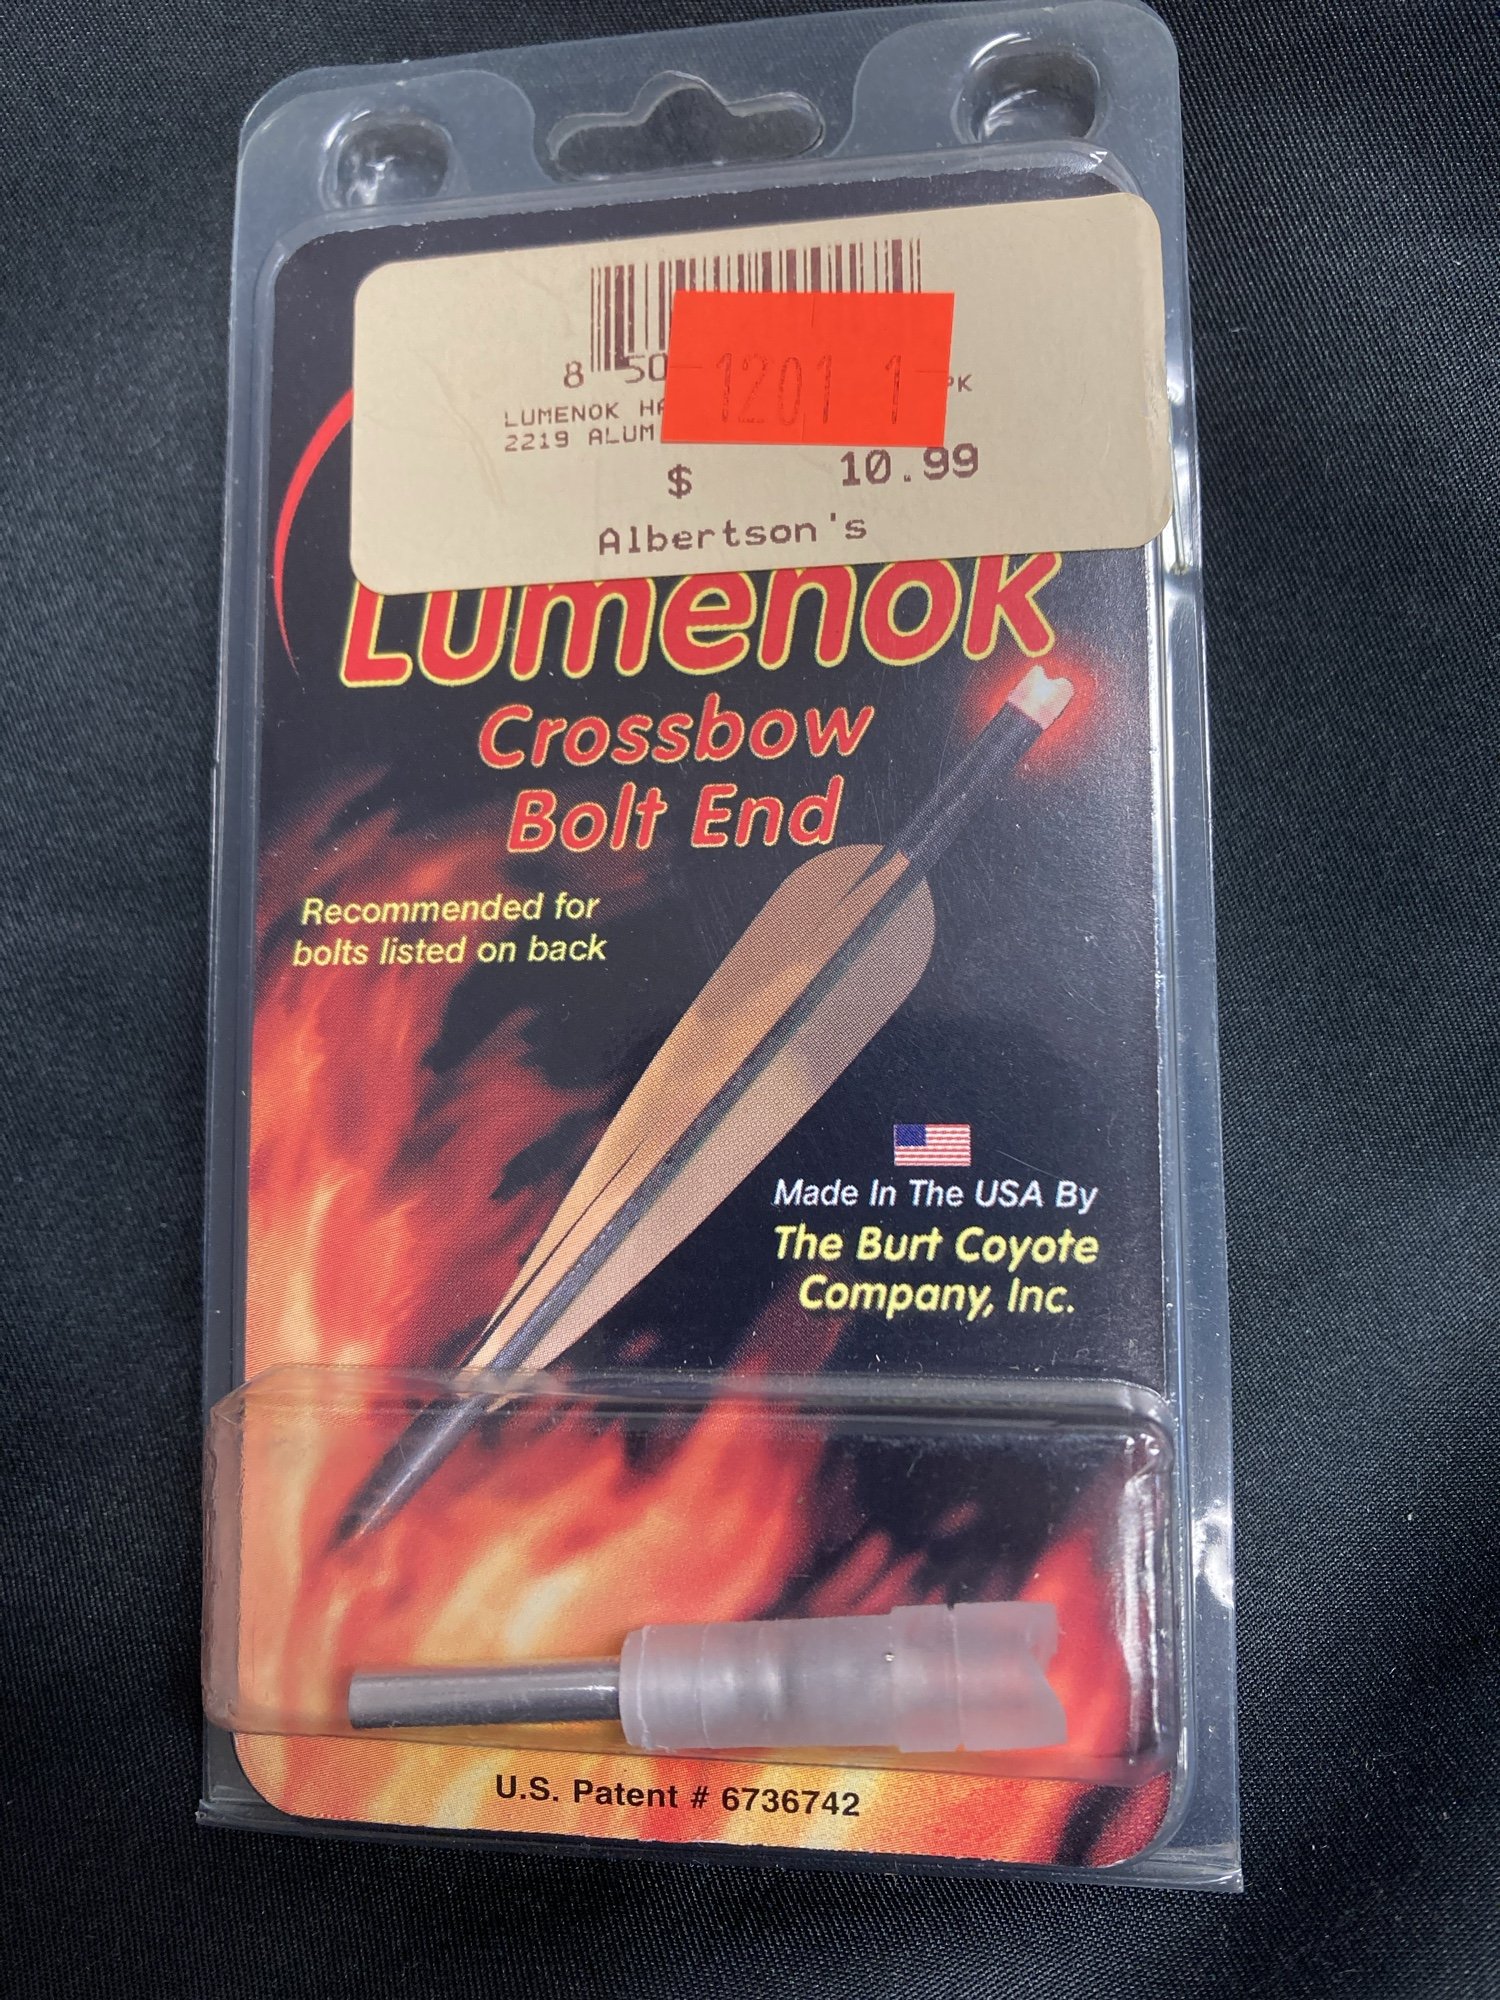 8 50
1201 1
LUMENOK
2219 ALUM
$ 10.99
Albertson's
Lumenok
Crossbow
Bolt End
Recommended for
bolts listed on back
Made In The USA By
The Burt Coyote
Company, Inc.
U.S. Patent # 6736742